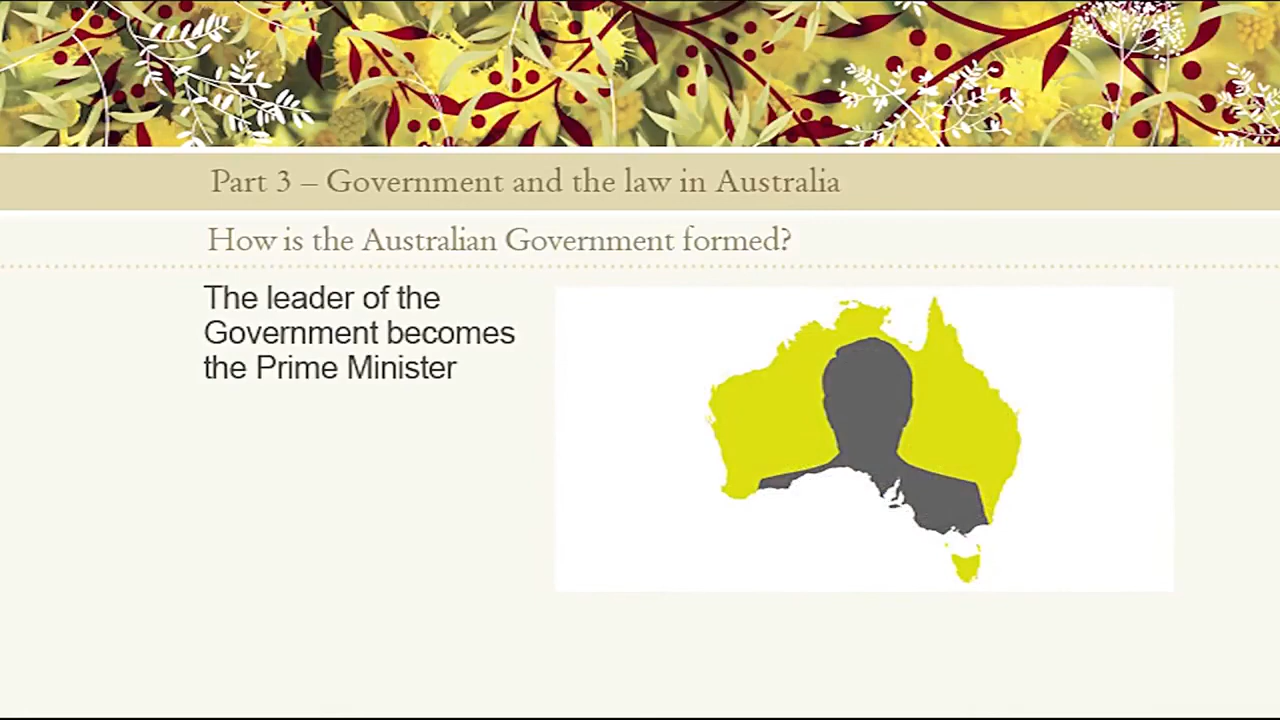 Part 3 – Government and the law in Australia
How is the Australian Government formed?
The leader of the
Government becomes
the Prime Minister